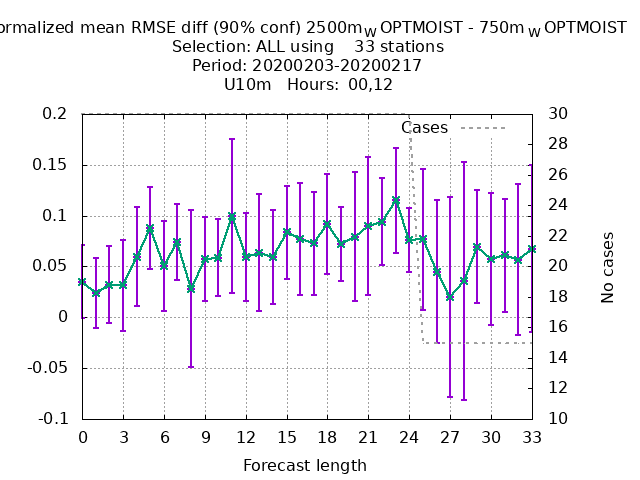 ormalized mean RMSE diff (90% conf) 2500m_W OPTMOIST - 750m_W OPTMOIST
Selection: ALL using 33 stations
Period: 20200203-20200217
U10m Hours: 00,12
Cases
0.2
0.15
0.1
0.05
0
-0.05
-0.1
30
28
26
24
22
20
18
16
14
12
10
No cases
0 3 6 9 12 15 18 21 24 27 30 33
Forecast length